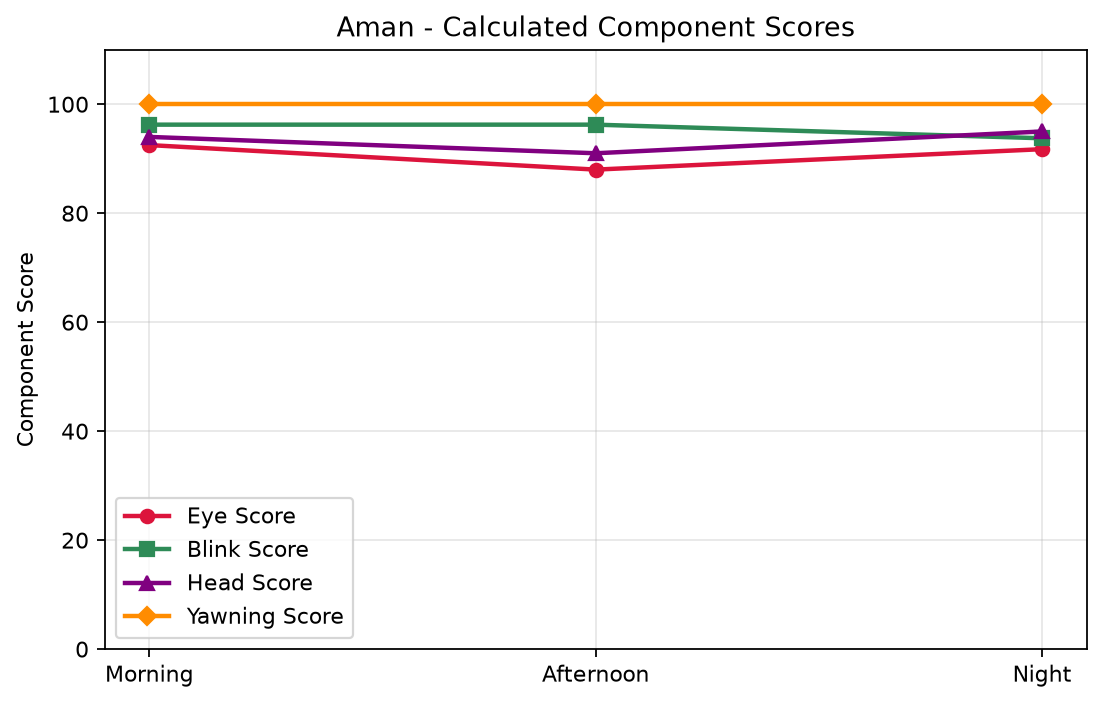 Aman - Calculated Component Scores
Component Score
100
80
60
40
20
0
Eye Score
Blink Score
Head Score
Yawning Score
Morning
Afternoon
Night